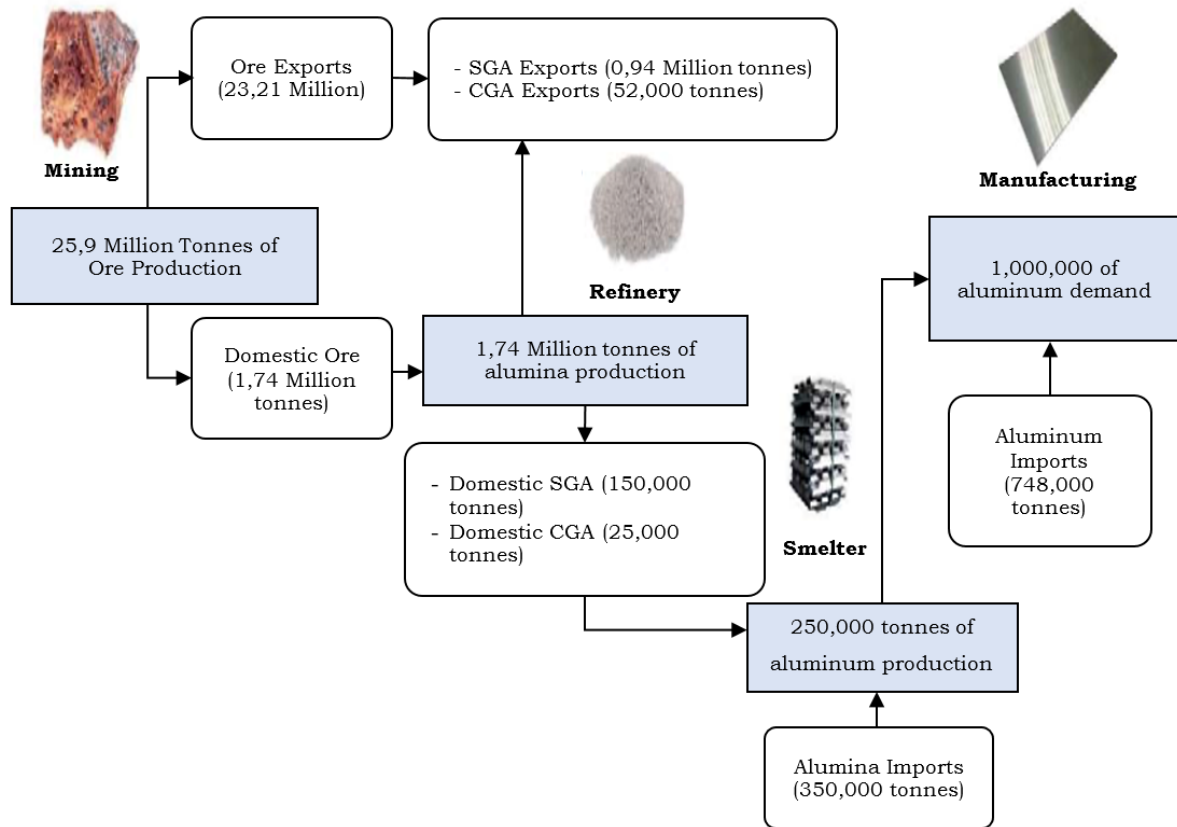 Ore Exports
(23,21 Million)
- SGA Exports (0,94 Million tonnes)
- CGA Exports (52,000 tonnes)
Mining
Manufacturing
25,9 Million Tonnes of
Ore Production
Refinery
1,000,000 of
aluminum demand
Domestic Ore
(1,74 Million
tonnes)
1,74 Million tonnes of
alumina production
Aluminum
Imports
(748,000
tonnes)
- Domestic SGA (150,000
tonnes)
- Domestic CGA (25,000
tonnes)
Smelter
250,000 tonnes of
aluminum production
Alumina Imports
(350,000 tonnes)